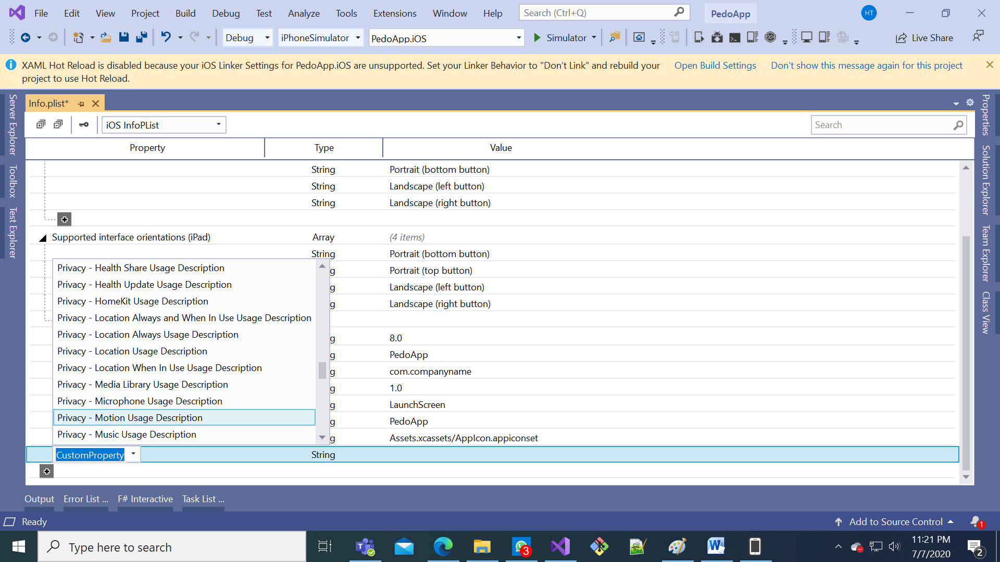 File Edit View Project Build Debug Test Analyze Tools Extensions Window Help Search (Ctrl+Q) PedoApp HT
Debug iPhoneSimulator PedoApp.iOS Simulator Live Share
XAML Hot Reload is disabled because your iOS Linker Settings for PedoApp.iOS are unsupported. Set your Linker Behavior to "Don't Link" and rebuild your Open Build Settings Don't show this message again for this project
project to use Hot Reload.
Server Explorer
Toolbox
Test Explorer
Info.plist*
iOS InfoPList Search
Property Type Value
String Portrait (bottom button)
String Landscape (left button)
String Landscape (right button)
Supported interface orientations (iPad) Array (4 items)
String Portrait (bottom button)
Privacy - Health Share Usage Description g Portrait (top button)
Privacy - Health Update Usage Description g Landscape (left button)
Privacy - HomeKit Usage Description g Landscape (right button)
Privacy - Location Always and When In Use Usage Description
Privacy - Location Always Usage Description g 8.0
Privacy - Location Usage Description g PedoApp
Privacy - Location When In Use Usage Description g com.companyname
Privacy - Media Library Usage Description g 1.0
Privacy - Microphone Usage Description g LaunchScreen
Privacy - Motion Usage Description g PedoApp
Privacy - Music Usage Description g Assets.xcassets/AppIcon.appiconset
CustomProperty String
Properties
Solution Explorer
Team Explorer
Class View
Output Error List ... F# Interactive Task List ...
Ready Add to Source Control 1
Type here to search 3 11:21 PM
7/7/2020 2